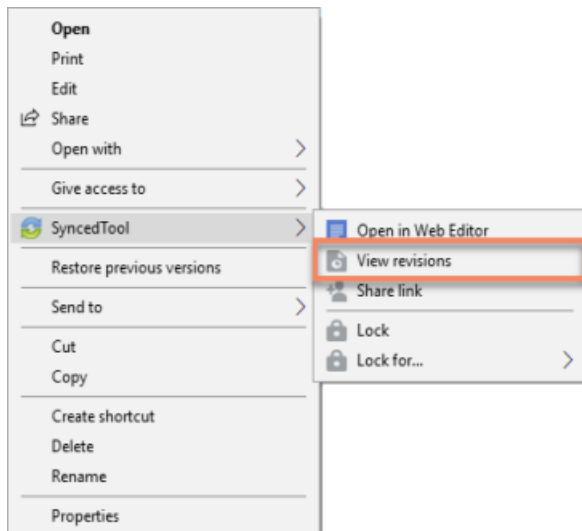 Open
Print
Edit
Share
Open with
Give access to
SyncedTool
Restore previous versions
Send to
Cut
Copy
Create shortcut
Delete
Rename
Properties
Open in Web Editor
View revisions
Share link
Lock
Lock for...